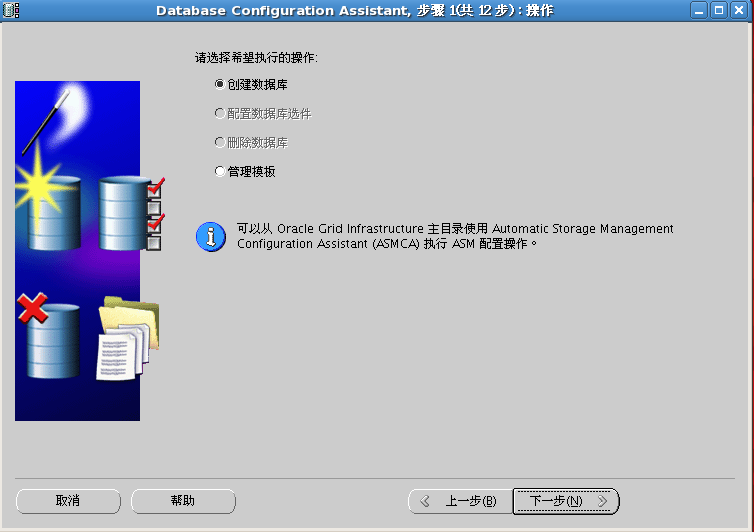 Database Configuration Assistant, 步骤 1(共 12 步) : 操作
请选择希望执行的操作:
创建数据库
配置数据库选件
删除数据库
管理模板
可以从 Oracle Grid Infrastructure 主目录使用 Automatic Storage Management
Configuration Assistant (ASMCA) 执行 ASM 配置操作。
取消
帮助
上一步(B)
下一步(N)